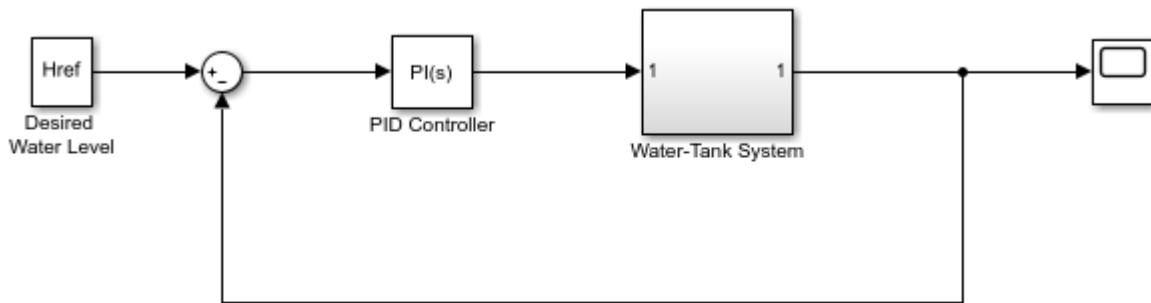 Href
Desired
Water Level
+
−
PI(s)
PID Controller
1
1
Water-Tank System